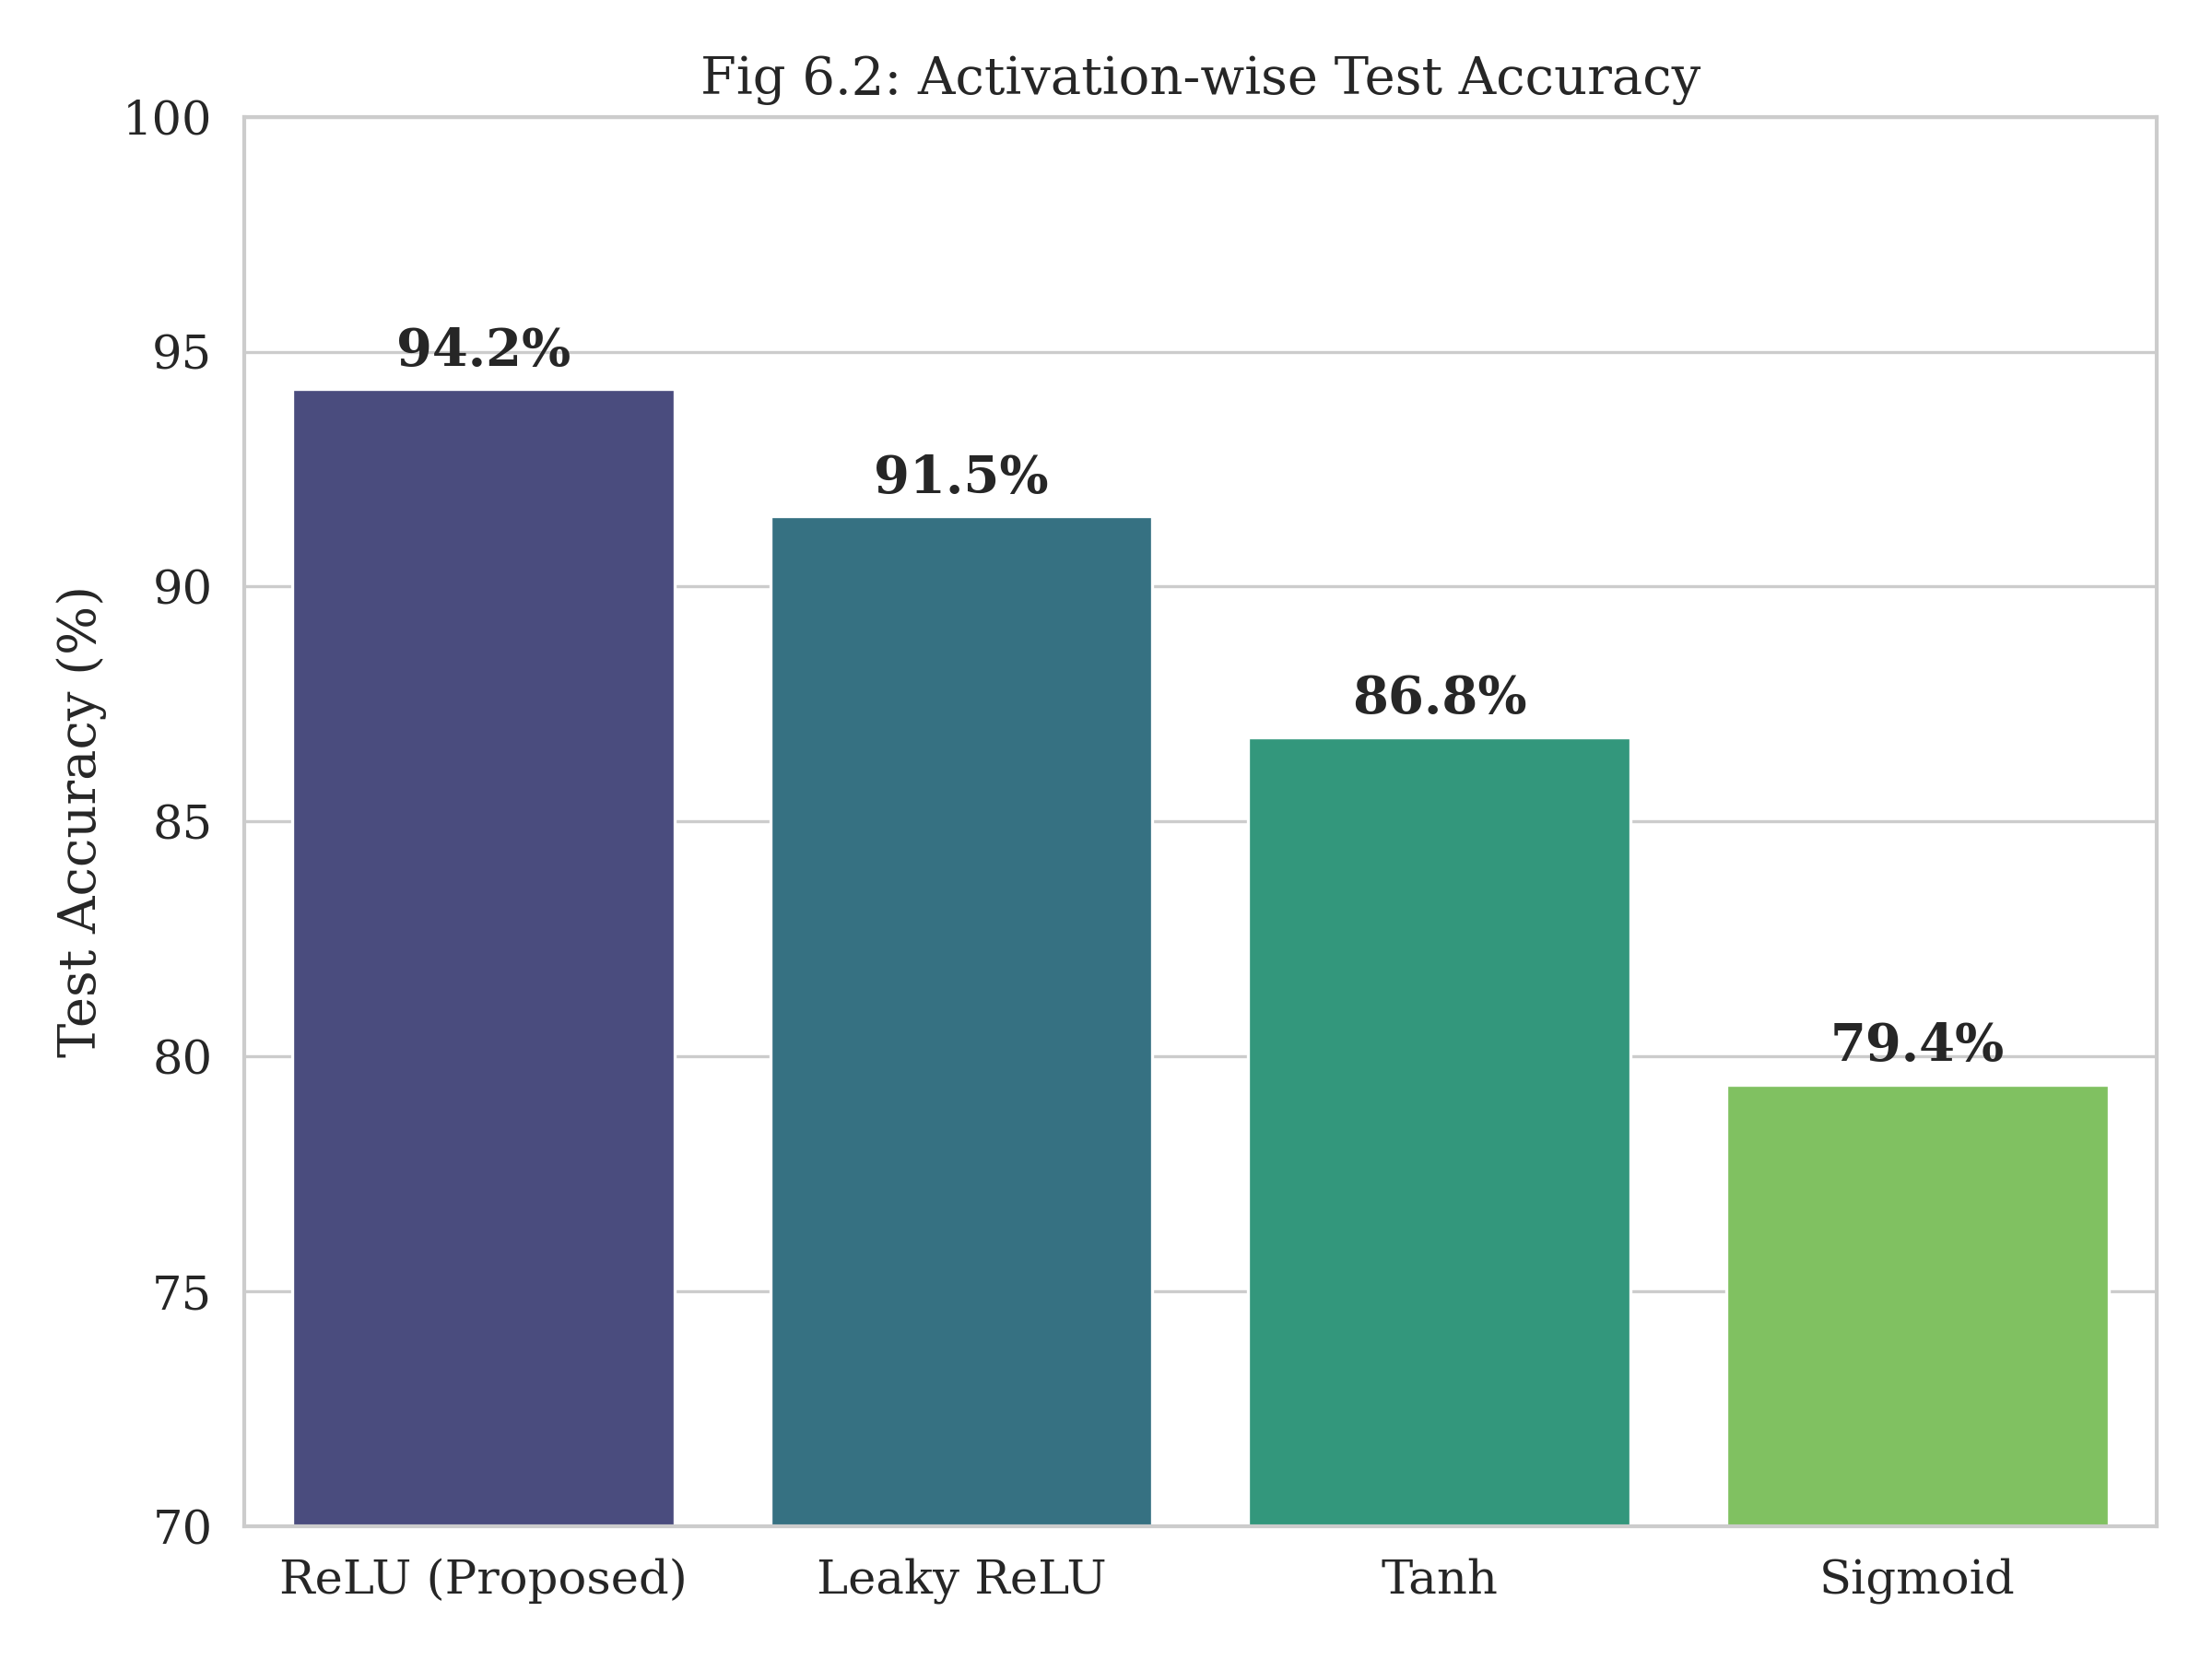 Fig 6.2: Activation-wise Test Accuracy
Test Accuracy (%)
100
95
90
85
80
75
70
94.2%
91.5%
86.8%
79.4%
ReLU (Proposed)
Leaky ReLU
Tanh
Sigmoid